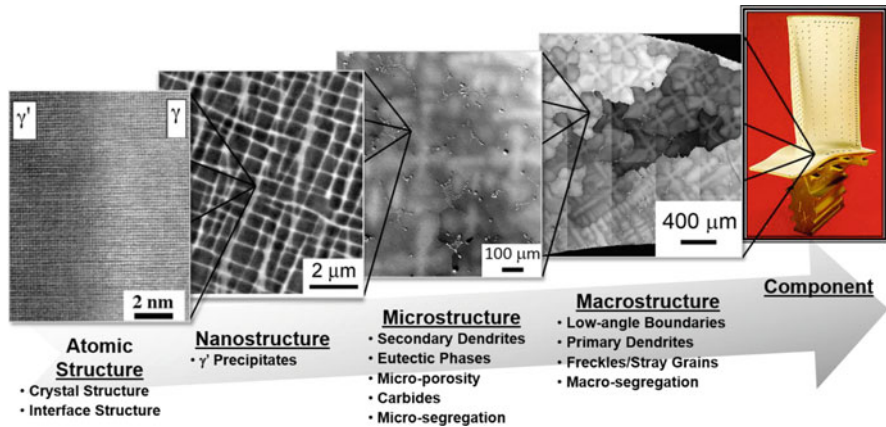 γ'
γ
2 nm
2 μm
100 μm
400 μm
Atomic
Structure
• Crystal Structure
• Interface Structure
Nanostructure
• γ' Precipitates
Microstructure
• Secondary Dendrites
• Eutectic Phases
• Micro-porosity
• Carbides
• Micro-segregation
Macrostructure
• Low-angle Boundaries
• Primary Dendrites
• Freckles/Stray Grains
• Macro-segregation
Component